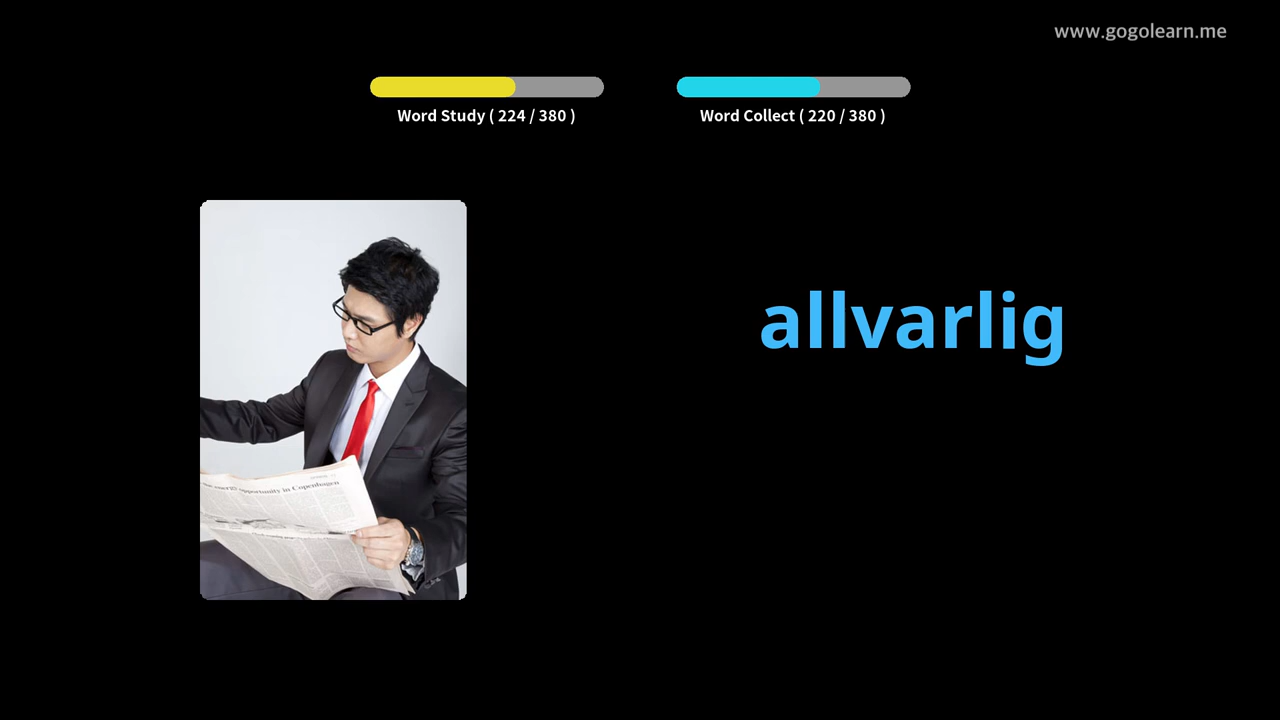 www.gogolearn.me
Word Study ( 224 / 380 )
Word Collect ( 220 / 380 )
allvarlig
opportunity in Copenhagen